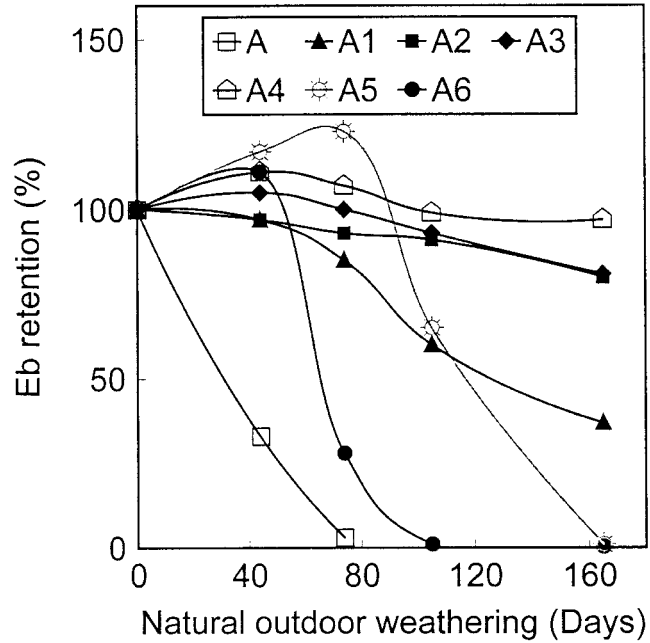 150
A A1 A2 A3
A4 A5 A6
100
50
0
0 40 80 120 160
Eb retention (%)
Natural outdoor weathering (Days)